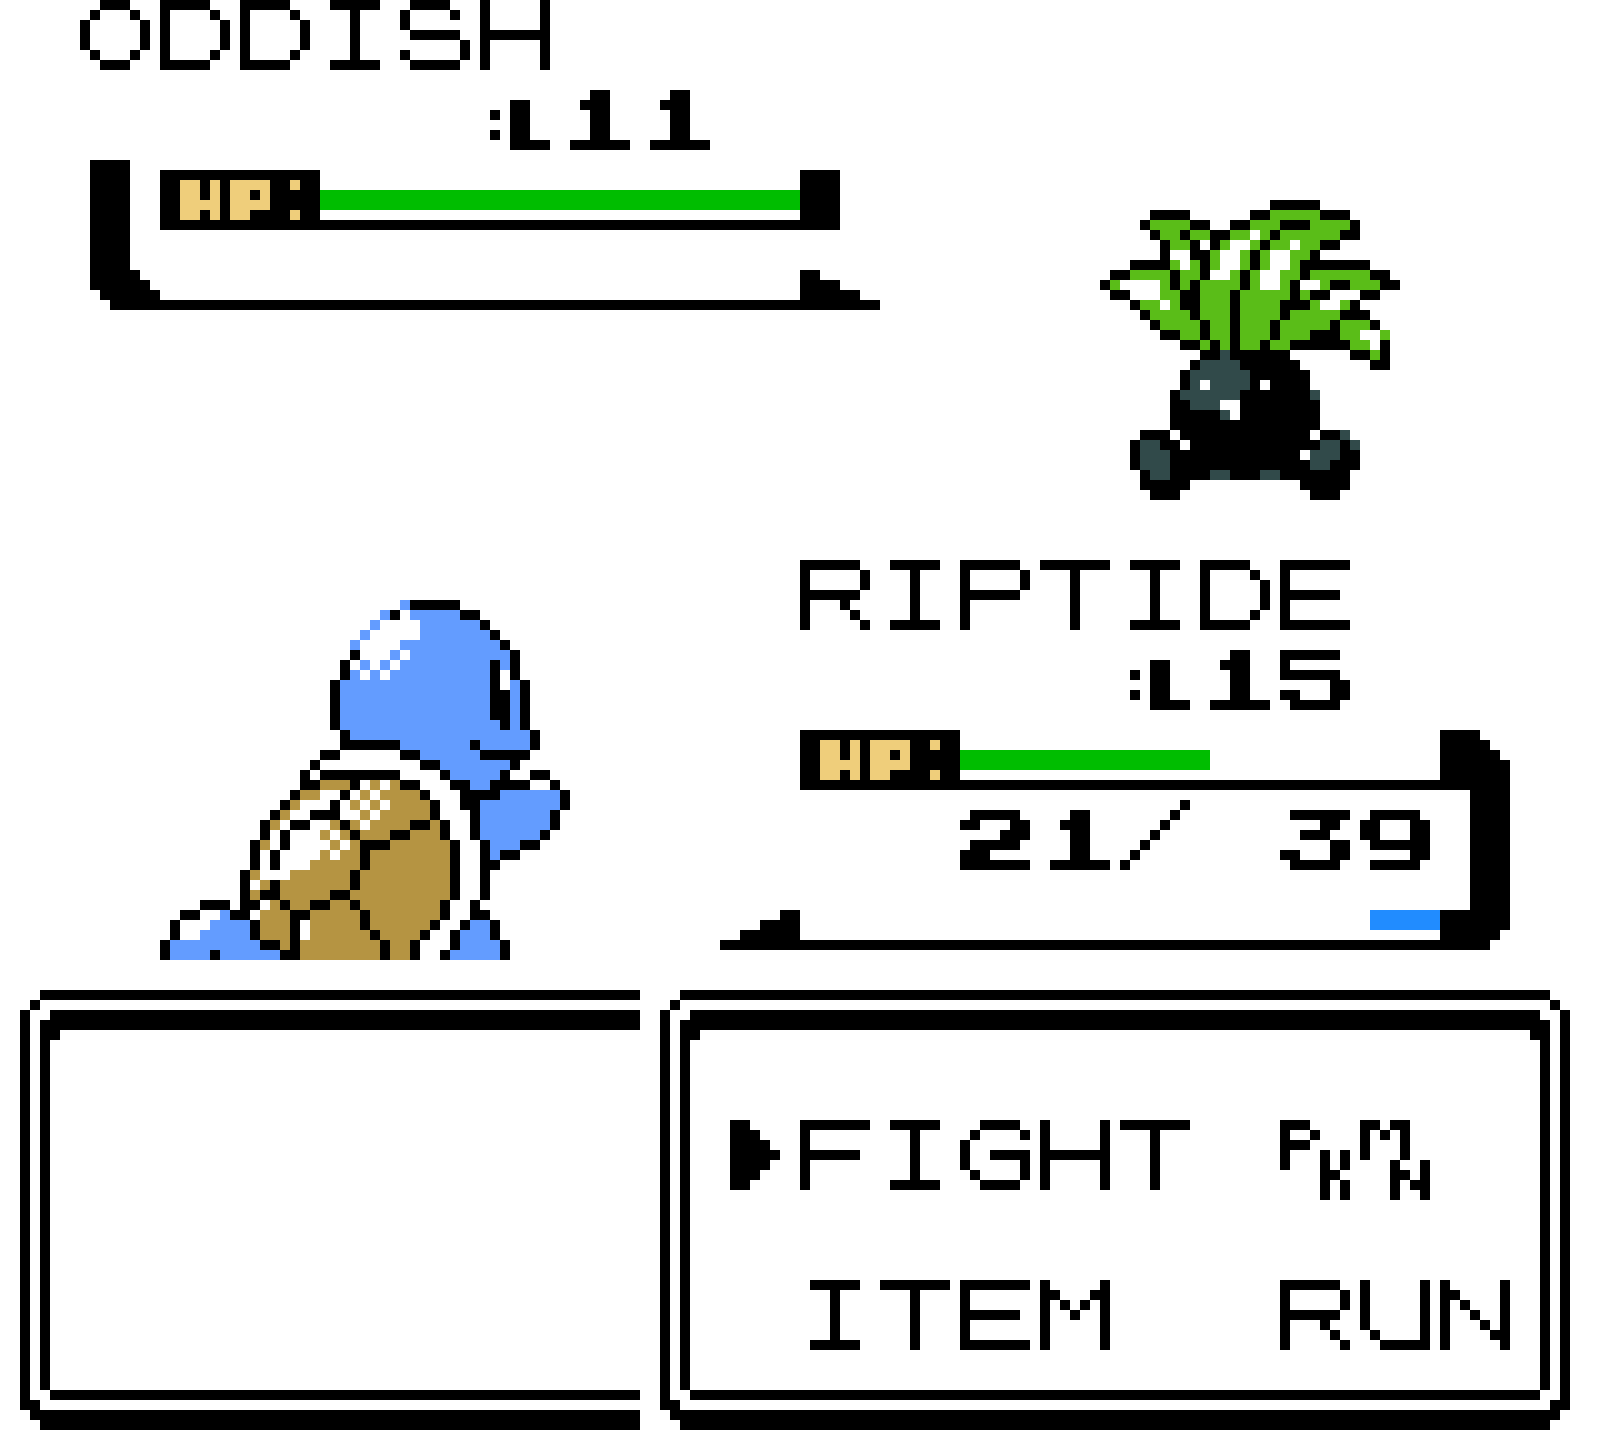 ODDISH
:L11
HP:
RIPTIDE
:L15
HP:
21/ 39
▶FIGHT PKMN
ITEM RUN